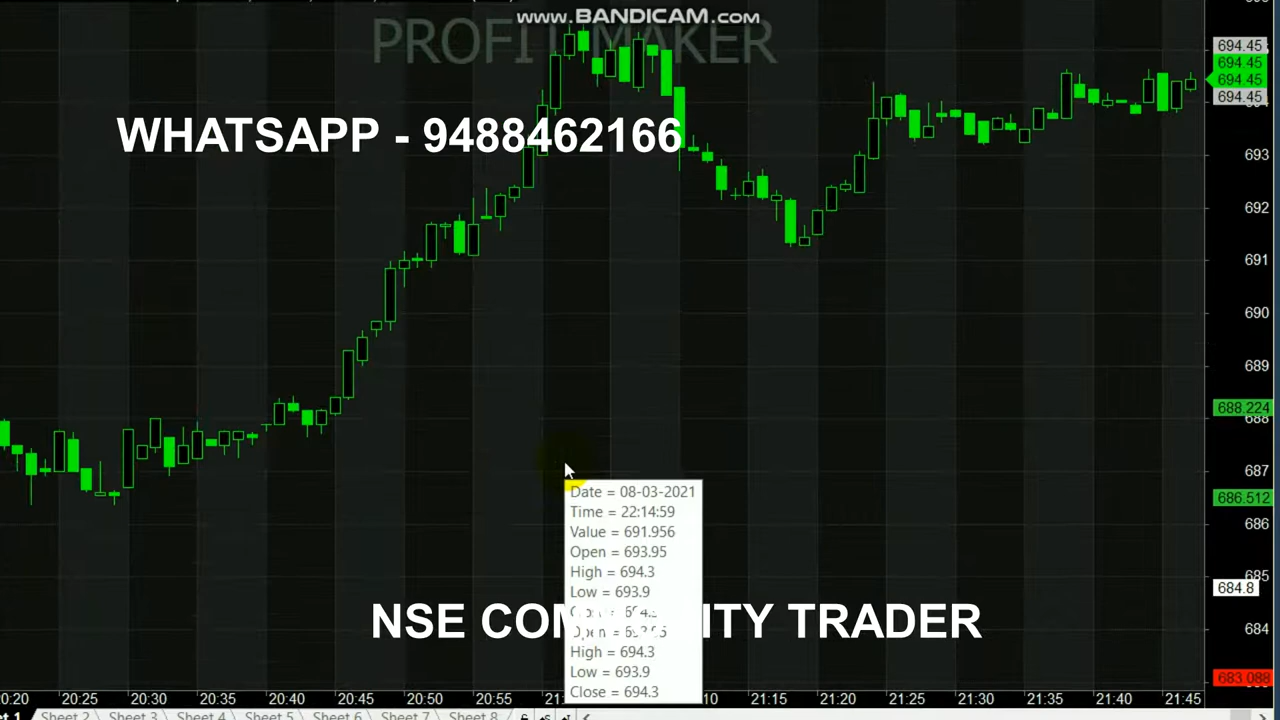 www.BANDICAM.com
PROFIT MAKER
WHATSAPP - 9488462166
694.45
694.45
694.45
694.45
693
692
691
690
689
688.224
688
687
686.512
686
685
684.8
684
683.088
Date = 08-03-2021
Time = 22:14:59
Value = 691.956
Open = 693.95
High = 694.3
Low = 693.9
High = 694.3
Low = 693.9
Close = 694.3
NSE COMMODITY TRADER
20:25 20:30 20:35 20:40 20:45 20:50 20:55 21:15 21:20 21:25 21:30 21:35 21:40 21:45
Sheet 2 Sheet 3 Sheet 4 Sheet 5 Sheet 6 Sheet 7 Sheet 8